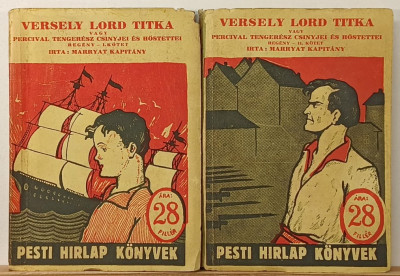 VERSELY LORD TITKA
VAGY
PERCIVAL TENGERÉSZ CSINYJEI ÉS HŐSTETTEI
REGÉNY - I. KÖTET
IRTA: MARRYAT KAPITÁNY
ÁRA:
28
FILLÉR
PESTI HIRLAP KÖNYVEK
VERSELY LORD TITKA
VAGY
PERCIVAL TENGERÉSZ CSINYJEI ÉS HŐSTETTEI
REGÉNY - II. KÖTET
IRTA: MARRYAT KAPITÁNY
ÁRA:
28
FILLÉR
PESTI HIRLAP KÖNYVEK